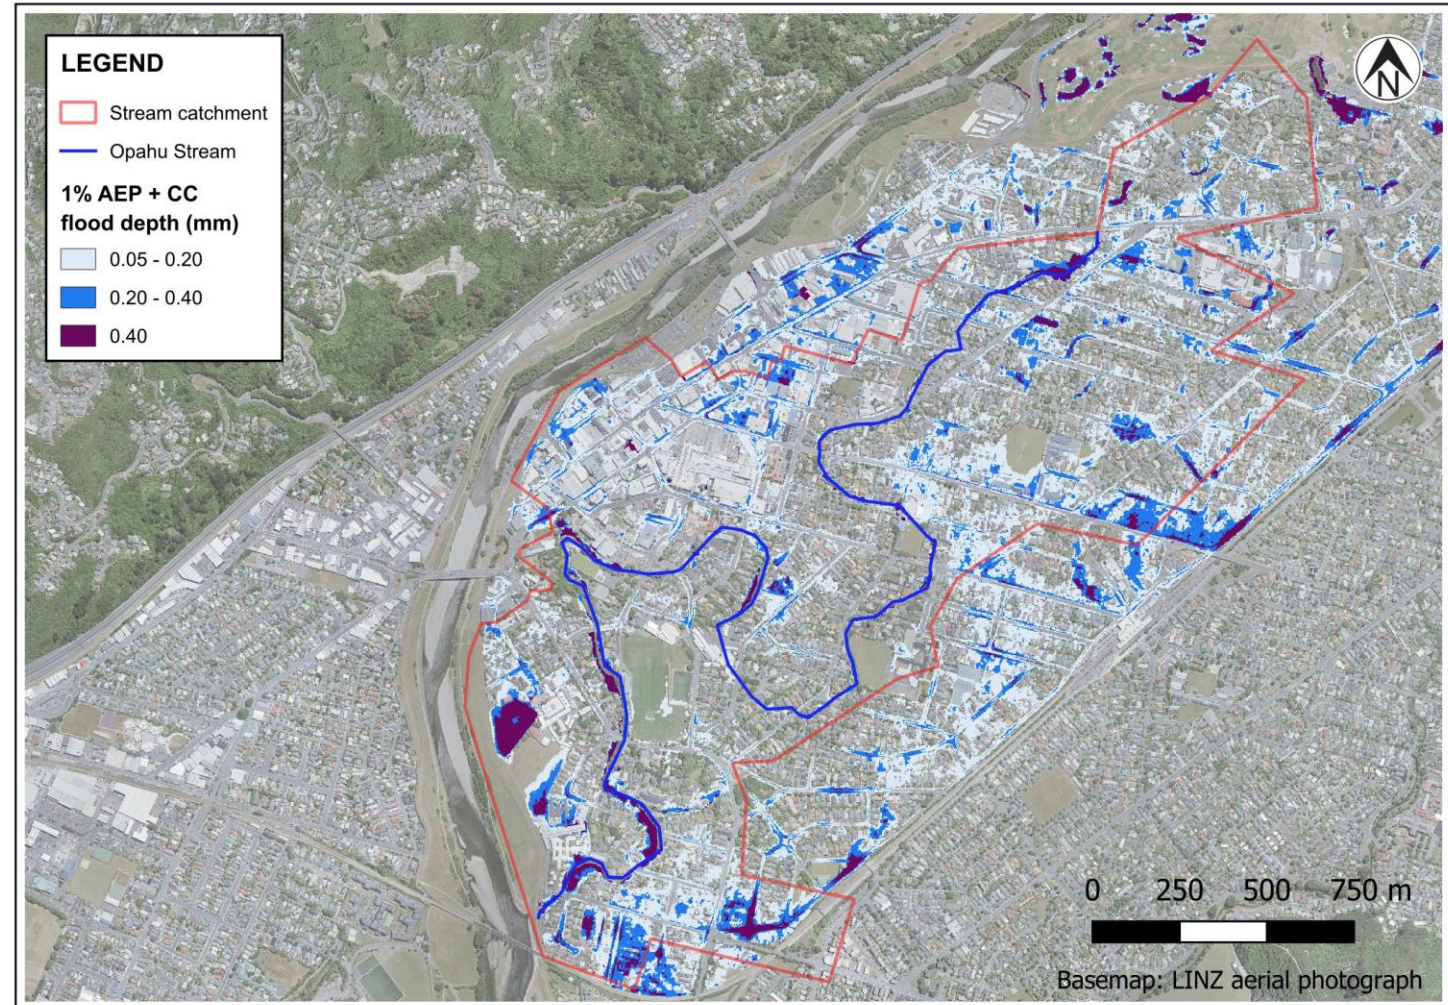 LEGEND
Stream catchment
Opahu Stream
1% AEP + CC
flood depth (mm)
0.05 - 0.20
0.20 - 0.40
0.40
N
0 250 500 750 m
Basemap: LINZ aerial photograph